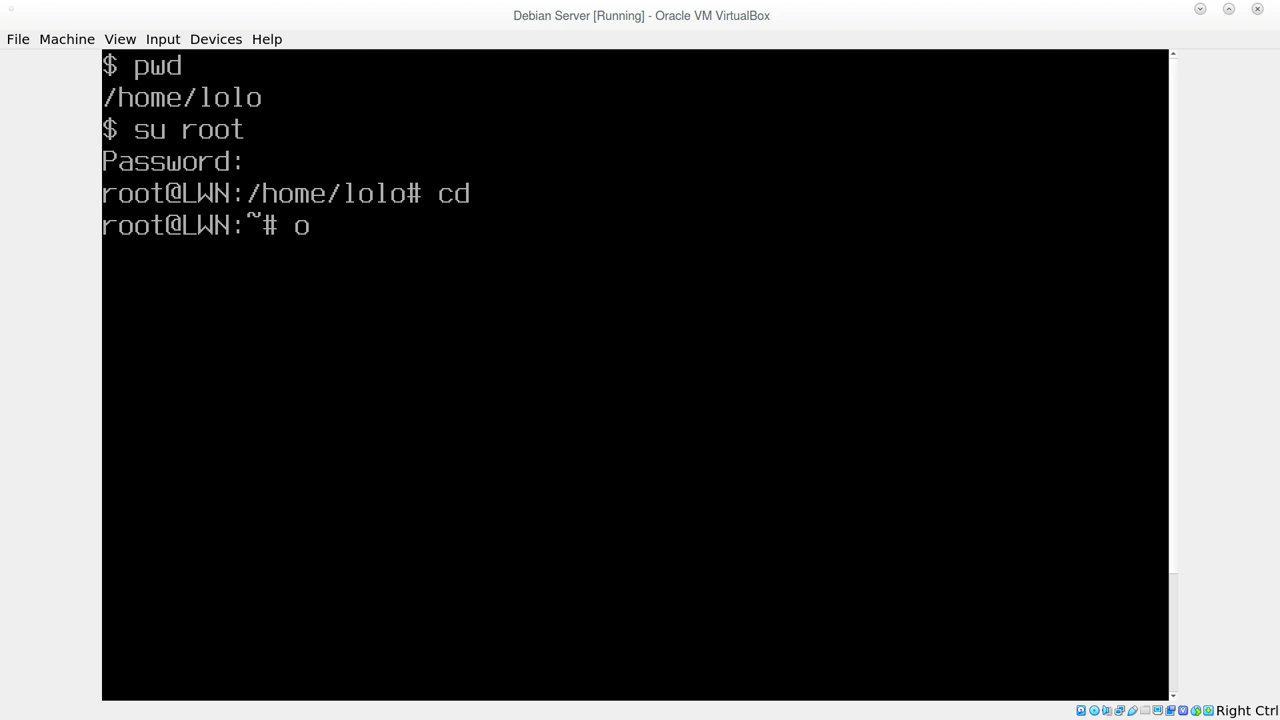 Debian Server [Running] - Oracle VM VirtualBox
File Machine View Input Devices Help
$ pwd
/home/lolo
$ su root
Password:
root@LWN:/home/lolo# cd
root@LWN:~# o
Right Ctrl